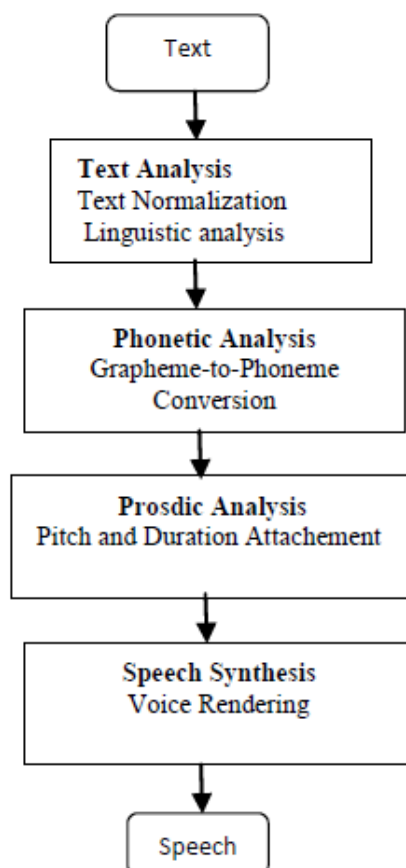 Text
Text Analysis
Text Normalization
Linguistic analysis
Phonetic Analysis
Grapheme-to-Phoneme
Conversion
Prosdic Analysis
Pitch and Duration Attachement
Speech Synthesis
Voice Rendering
Speech